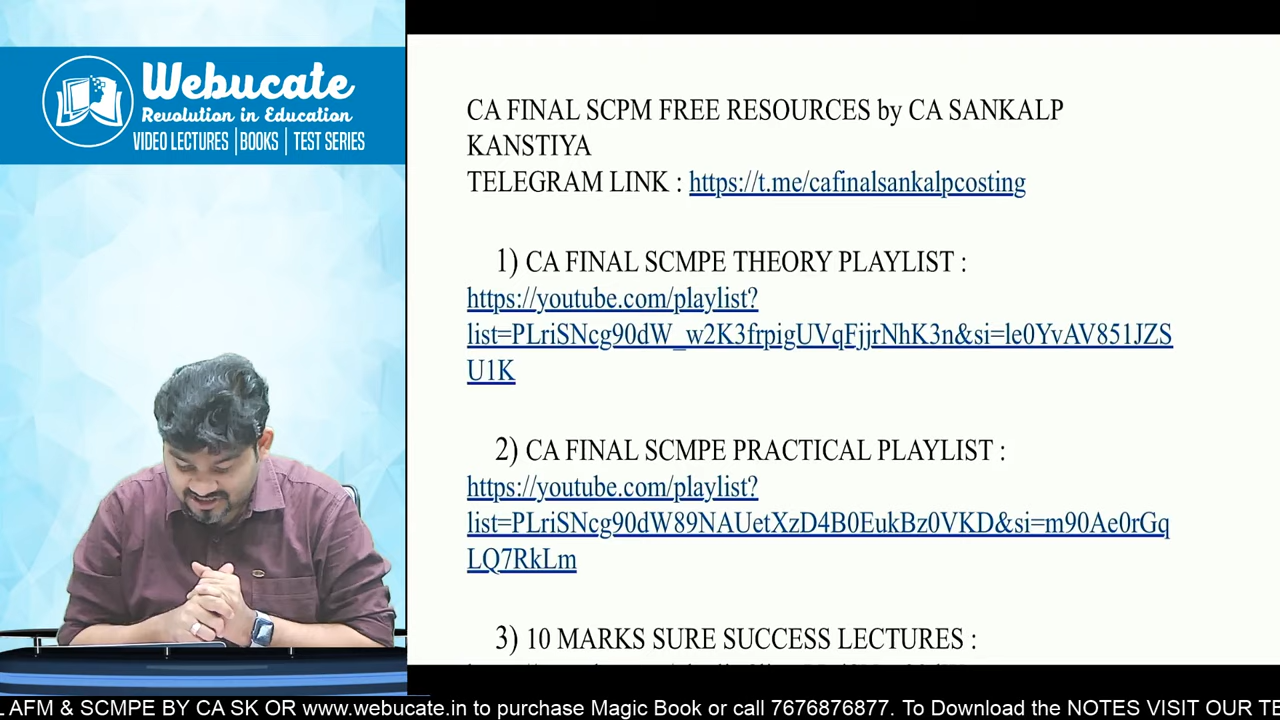 Webucate
Revolution in Education
VIDEO LECTURES | BOOKS | TEST SERIES
CA FINAL SCPM FREE RESOURCES by CA SANKALP
KANSTIYA
TELEGRAM LINK : https://t.me/cafinalsankalpcosting
1) CA FINAL SCMPE THEORY PLAYLIST :
https://youtube.com/playlist?
list=PLriSNcg90dW_w2K3frpigUVqFjjrNhK3n&si=le0YvAV851JZS
U1K
2) CA FINAL SCMPE PRACTICAL PLAYLIST :
https://youtube.com/playlist?
list=PLriSNcg90dW89NAUetXzD4B0EukBz0VKD&si=m90Ae0rGq
LQ7RkLm
3) 10 MARKS SURE SUCCESS LECTURES :
L AFM & SCMPE BY CA SK OR www.webucate.in to purchase Magic Book or call 7676876877. To Download the NOTES VISIT OUR TE